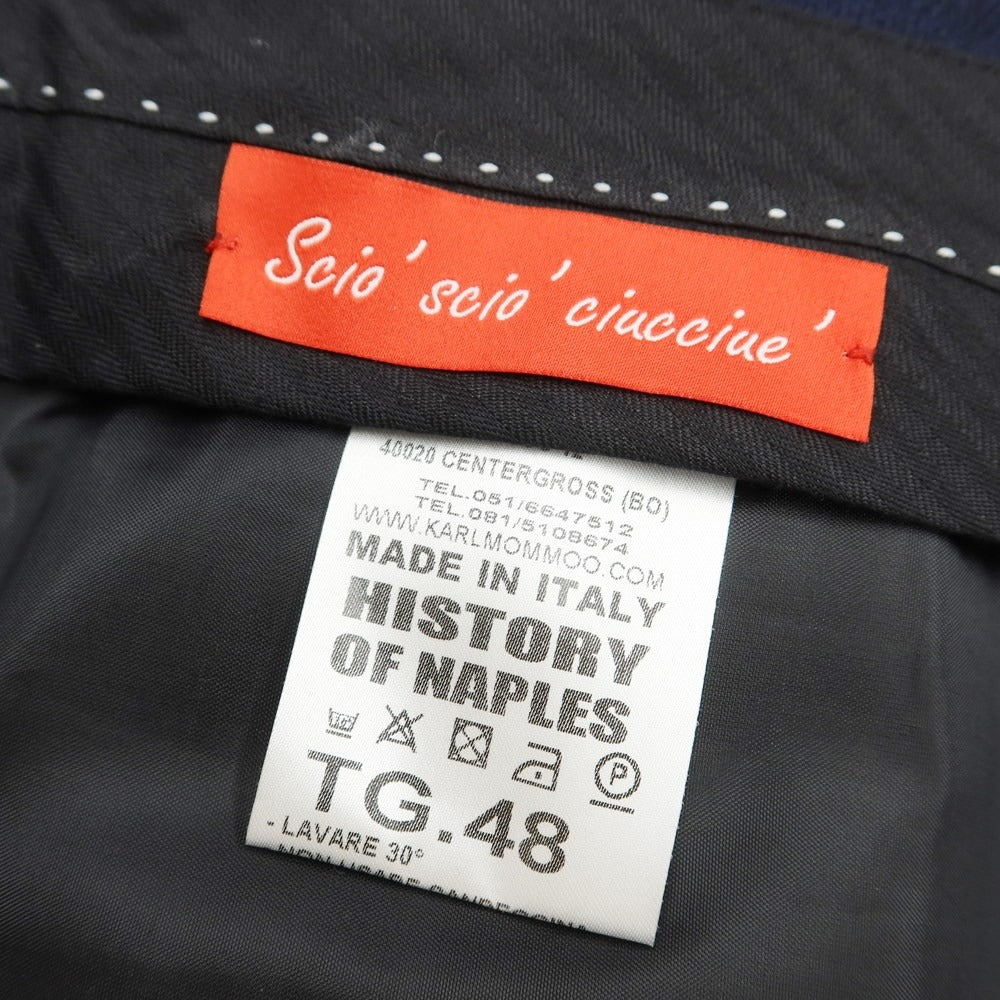 Scio' scio' ciucciue'
40020 CENTERGROSS (BO)
TEL.051/6647512
TEL.081/5108674
WWW.KARLMOMMOO.COM
MADE IN ITALY
HISTORY
OF NAPLES
P
TG.48
- LAVARE 30°